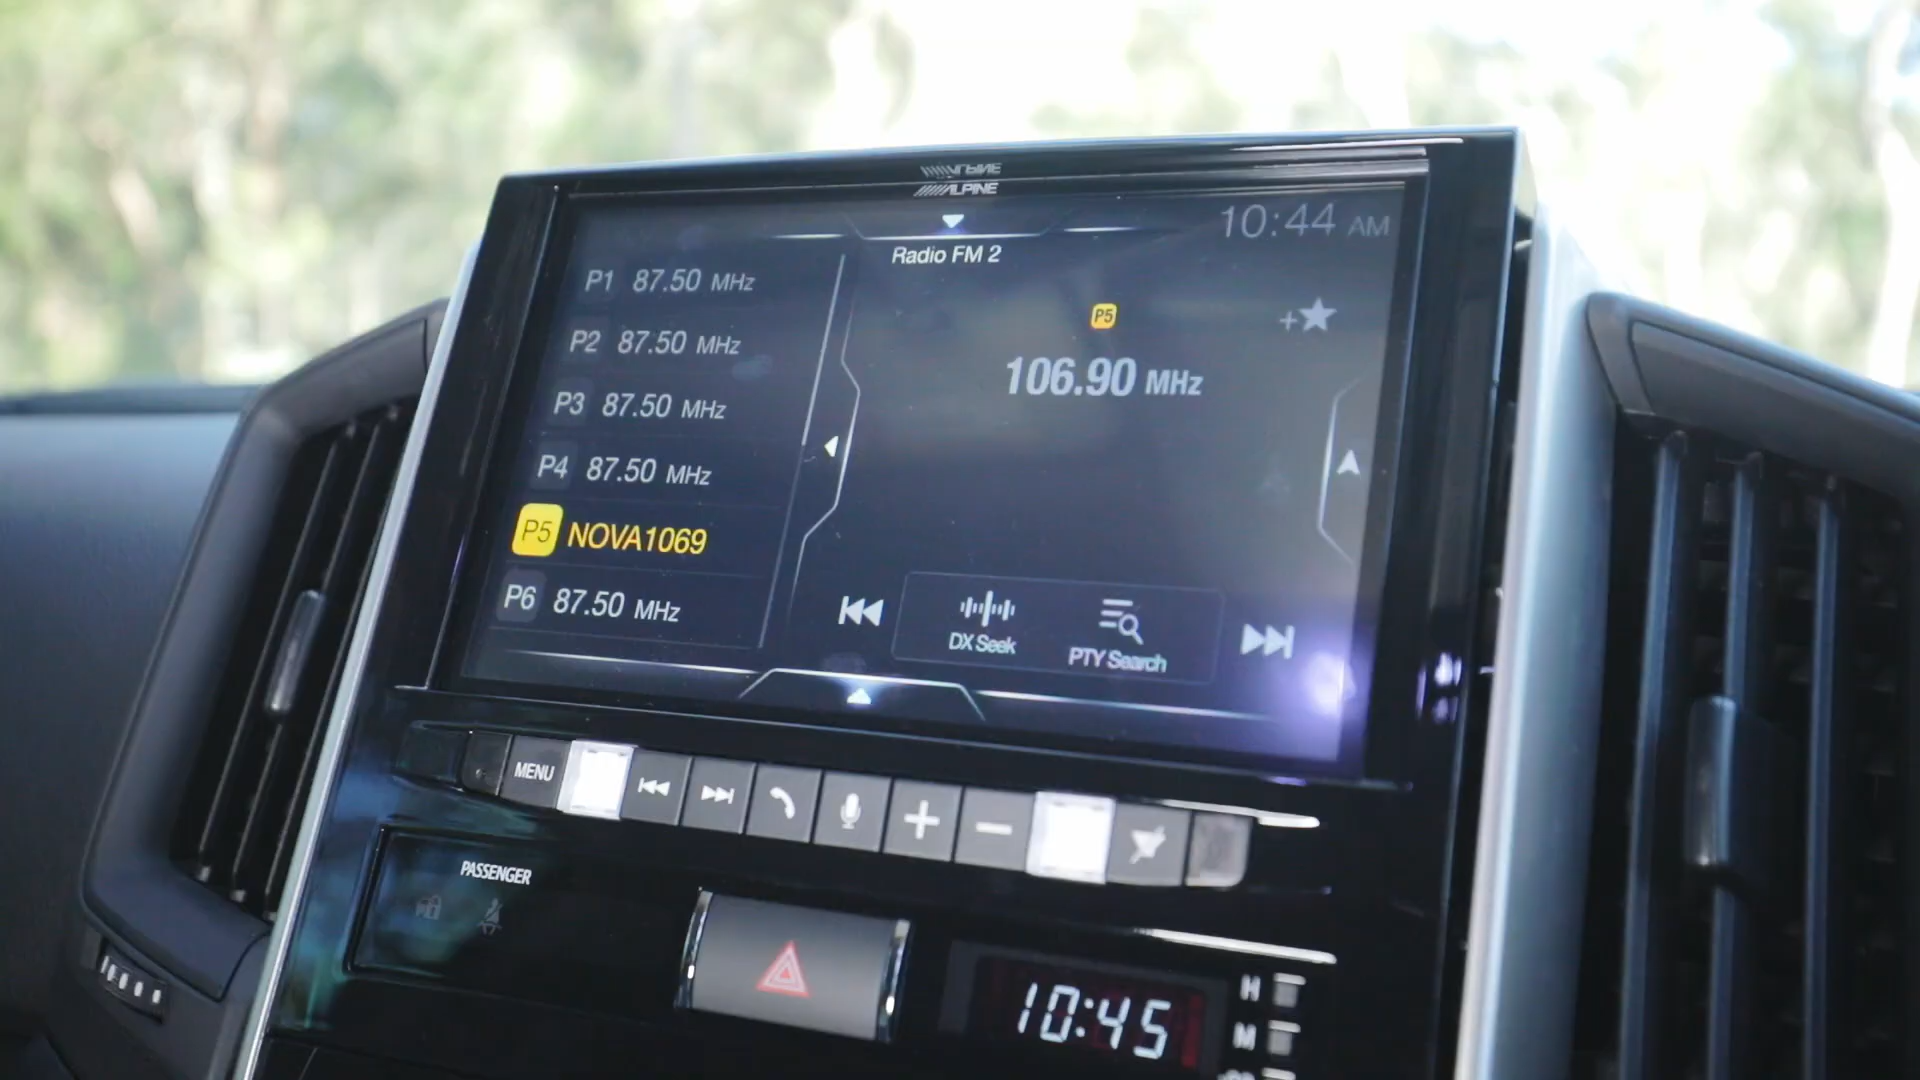 ALPINE
10:44 AM
Radio FM 2
P1 87.50 MHz
P2 87.50 MHz
P3 87.50 MHz
P4 87.50 MHz
P5 NOVA1069
P6 87.50 MHz
P5
106.90 MHz
+
DX Seek
PTY Search
MENU
+
−
PASSENGER
10:45
H
M